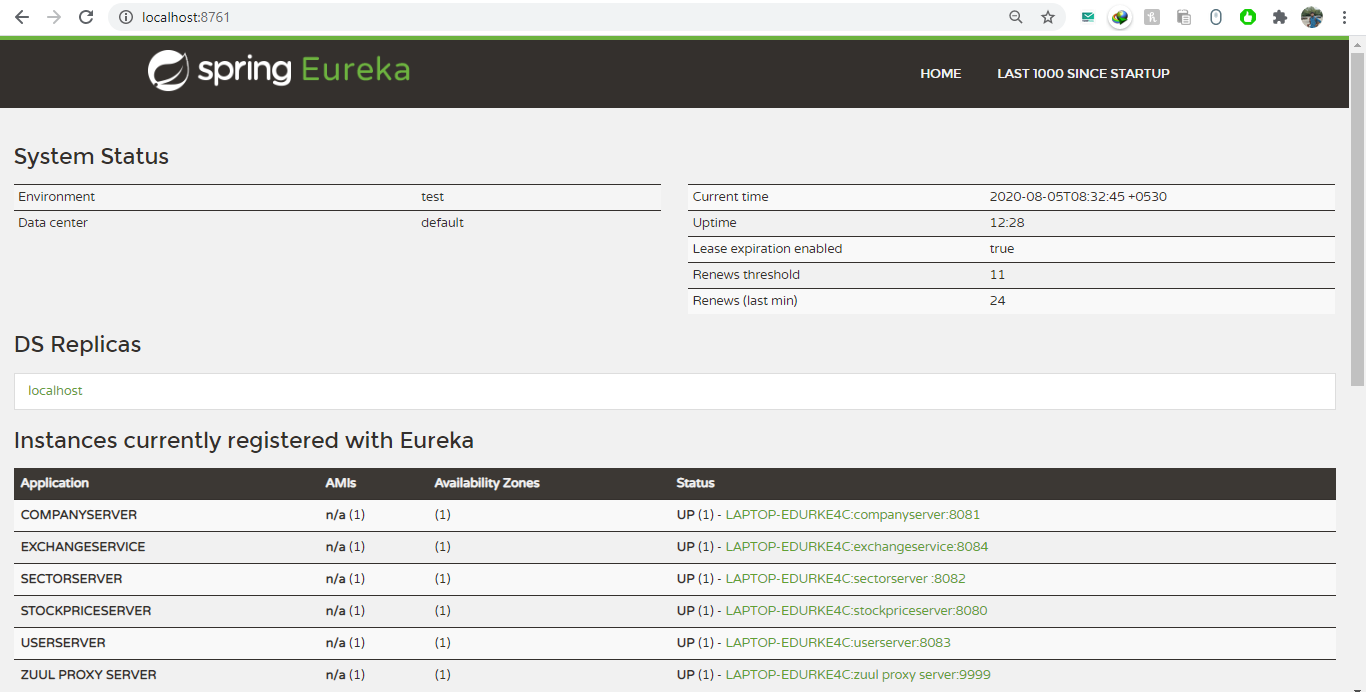 localhost:8761
spring Eureka HOME LAST 1000 SINCE STARTUP
System Status
Environment test
Data center default
Current time 2020-08-05T08:32:45 +0530
Uptime 12:28
Lease expiration enabled true
Renews threshold 11
Renews (last min) 24
DS Replicas
localhost
Instances currently registered with Eureka
Application AMIs Availability Zones Status
COMPANYSERVER n/a (1) (1) UP (1) - LAPTOP-EDURKE4C:companyserver:8081
EXCHANGESERVICE n/a (1) (1) UP (1) - LAPTOP-EDURKE4C:exchangeservice:8084
SECTORSERVER n/a (1) (1) UP (1) - LAPTOP-EDURKE4C:sectorserver :8082
STOCKPRICESERVER n/a (1) (1) UP (1) - LAPTOP-EDURKE4C:stockpriceserver:8080
USERSERVER n/a (1) (1) UP (1) - LAPTOP-EDURKE4C:userserver:8083
ZUUL PROXY SERVER n/a (1) (1) UP (1) - LAPTOP-EDURKE4C:zuul proxy server:9999